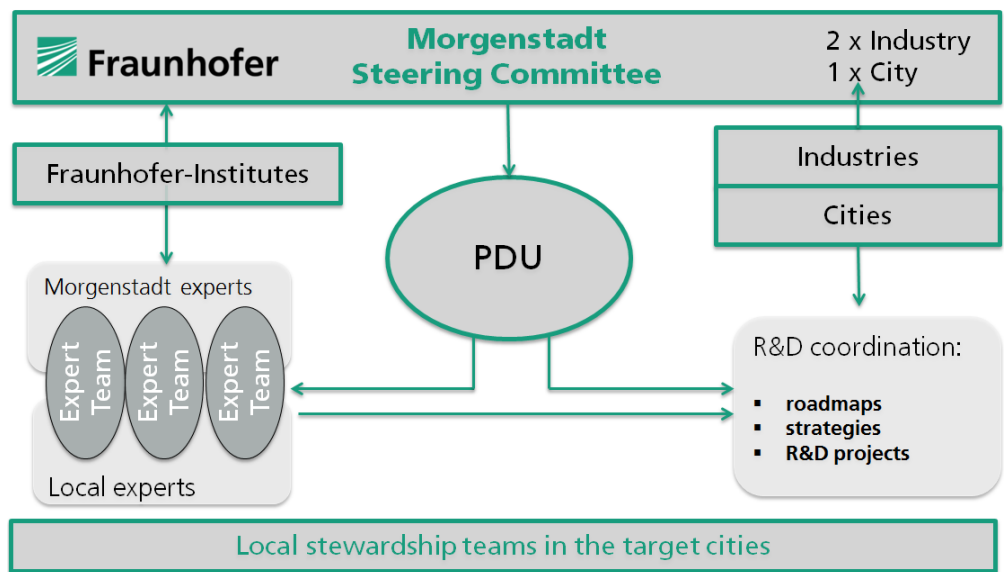 Fraunhofer
Morgenstadt
Steering Committee
2 x Industry
1 x City
Fraunhofer-Institutes
Industries
Cities
PDU
Morgenstadt experts
Expert
Team
Expert
Team
Expert
Team
Local experts
R&D coordination:
▪ roadmaps
▪ strategies
▪ R&D projects
Local stewardship teams in the target cities